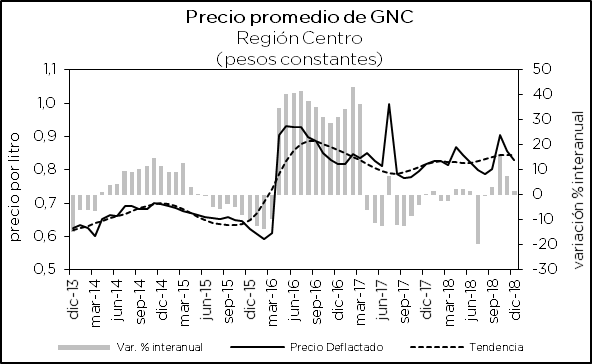 Precio promedio de GNC
Región Centro
(pesos constantes)
precio por litro
1,1
1,0
0,9
0,8
0,7
0,6
0,5
variación % interanual
50
40
30
20
10
0
-10
-20
-30
dic-13
mar-14
jun-14
sep-14
dic-14
mar-15
jun-15
sep-15
dic-15
mar-16
jun-16
sep-16
dic-16
mar-17
jun-17
sep-17
dic-17
mar-18
jun-18
sep-18
dic-18
Var. % interanual
Precio Deflactado
Tendencia